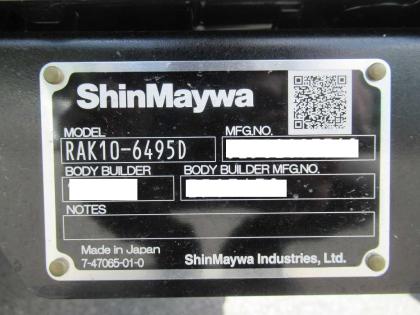 ShinMaywa
MODEL
MFG.NO.
RAK10-6495D
BODY BUILDER
BODY BUILDER MFG.NO.
NOTES
Made in Japan
7-47065-01-0
ShinMaywa Industries, Ltd.